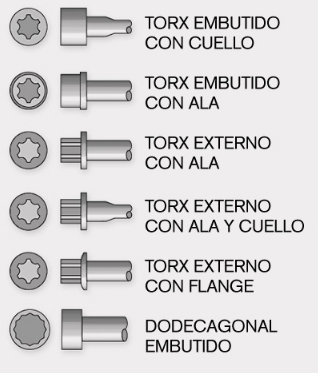 TORX EMBUTIDO
CON CUELLO
TORX EMBUTIDO
CON ALA
TORX EXTERNO
CON ALA
TORX EXTERNO
CON ALA Y CUELLO
TORX EXTERNO
CON FLANGE
DODECAGONAL
EMBUTIDO